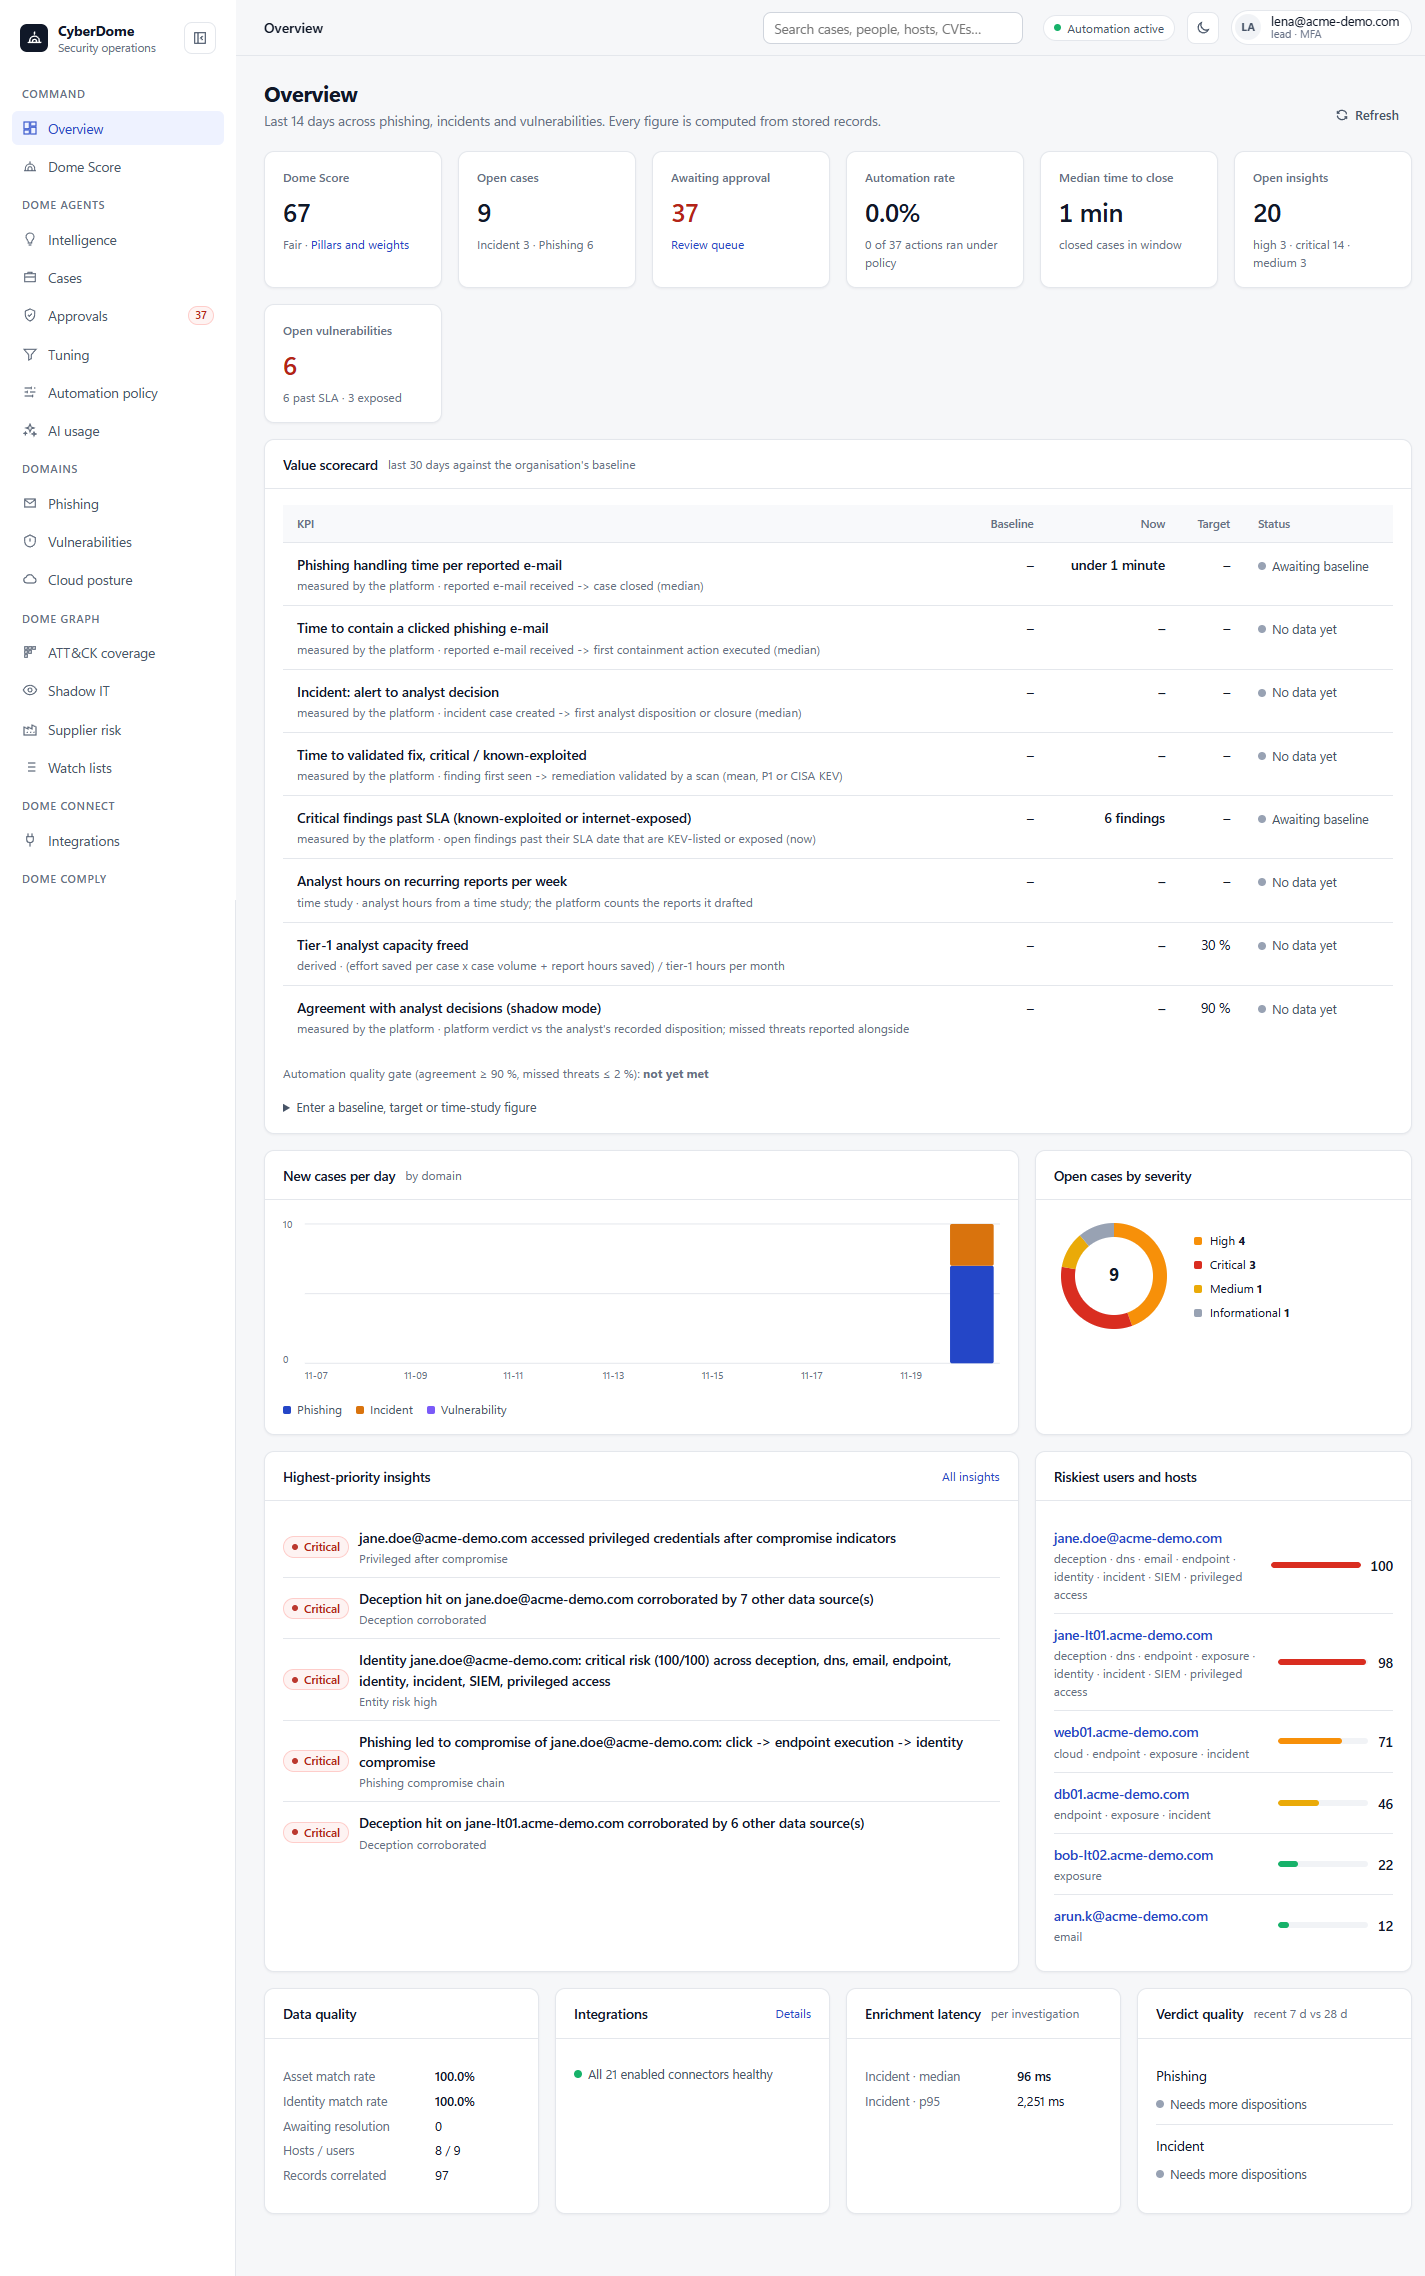 CyberDome
Security operations
COMMAND
Overview
Dome Score
DOME AGENTS
Intelligence
Cases
Approvals 37
Tuning
Automation policy
AI usage
DOMAINS
Phishing
Vulnerabilities
Cloud posture
DOME GRAPH
ATT&CK coverage
Shadow IT
Supplier risk
Watch lists
DOME CONNECT
Integrations
DOME COMPLY
Overview
Search cases, people, hosts, CVEs...
Automation active
LA
lena@acme-demo.com
lead · MFA
Overview
Last 14 days across phishing, incidents and vulnerabilities. Every figure is computed from stored records.
Refresh
Dome Score
67
Fair · Pillars and weights
Open cases
9
Incident 3 · Phishing 6
Awaiting approval
37
Review queue
Automation rate
0.0%
0 of 37 actions ran under
policy
Median time to close
1 min
closed cases in window
Open insights
20
high 3 · critical 14 ·
medium 3
Open vulnerabilities
6
6 past SLA · 3 exposed
Value scorecard last 30 days against the organisation's baseline
KPI Baseline Now Target Status
Phishing handling time per reported e-mail – under 1 minute – Awaiting baseline
measured by the platform · reported e-mail received -> case closed (median)
Time to contain a clicked phishing e-mail – – – No data yet
measured by the platform · reported e-mail received -> first containment action executed (median)
Incident: alert to analyst decision – – – No data yet
measured by the platform · incident case created -> first analyst disposition or closure (median)
Time to validated fix, critical / known-exploited – – – No data yet
measured by the platform · finding first seen -> remediation validated by a scan (mean, P1 or CISA KEV)
Critical findings past SLA (known-exploited or internet-exposed) – 6 findings – Awaiting baseline
measured by the platform · open findings past their SLA date that are KEV-listed or exposed (now)
Analyst hours on recurring reports per week – – – No data yet
time study · analyst hours from a time study; the platform counts the reports it drafted
Tier-1 analyst capacity freed – – 30 % No data yet
derived · (effort saved per case x case volume + report hours saved) / tier-1 hours per month
Agreement with analyst decisions (shadow mode) – – 90 % No data yet
measured by the platform · platform verdict vs the analyst's recorded disposition; missed threats reported alongside
Automation quality gate (agreement ≥ 90 %, missed threats ≤ 2 %): not yet met
Enter a baseline, target or time-study figure
New cases per day by domain
10
0
11-07 11-09 11-11 11-13 11-15 11-17 11-19
Phishing Incident Vulnerability
Open cases by severity
9
High 4
Critical 3
Medium 1
Informational 1
Highest-priority insights All insights
Critical jane.doe@acme-demo.com accessed privileged credentials after compromise indicators
Privileged after compromise
Critical Deception hit on jane.doe@acme-demo.com corroborated by 7 other data source(s)
Deception corroborated
Critical Identity jane.doe@acme-demo.com: critical risk (100/100) across deception, dns, email, endpoint,
identity, incident, SIEM, privileged access
Entity risk high
Critical Phishing led to compromise of jane.doe@acme-demo.com: click -> endpoint execution -> identity
compromise
Phishing compromise chain
Critical Deception hit on jane-lt01.acme-demo.com corroborated by 6 other data source(s)
Deception corroborated
Riskiest users and hosts
jane.doe@acme-demo.com
deception · dns · email · endpoint ·
identity · incident · SIEM · privileged
access
100
jane-lt01.acme-demo.com
deception · dns · endpoint · exposure ·
identity · incident · SIEM · privileged
access
98
web01.acme-demo.com
cloud · endpoint · exposure · incident
71
db01.acme-demo.com
endpoint · exposure · incident
46
bob-lt02.acme-demo.com
exposure
22
arun.k@acme-demo.com
email
12
Data quality
Asset match rate 100.0%
Identity match rate 100.0%
Awaiting resolution 0
Hosts / users 8 / 9
Records correlated 97
Integrations Details
All 21 enabled connectors healthy
Enrichment latency per investigation
Incident · median 96 ms
Incident · p95 2,251 ms
Verdict quality recent 7 d vs 28 d
Phishing
Needs more dispositions
Incident
Needs more dispositions